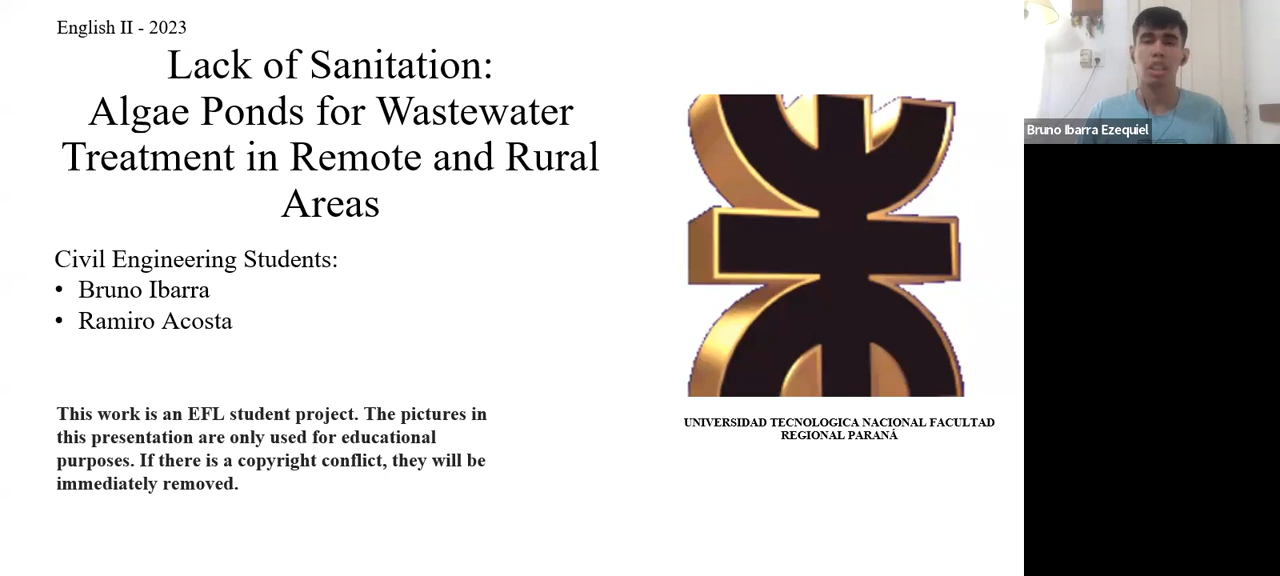 English II - 2023
Lack of Sanitation:
Algae Ponds for Wastewater
Treatment in Remote and Rural
Areas
Civil Engineering Students:
• Bruno Ibarra
• Ramiro Acosta
This work is an EFL student project. The pictures in
this presentation are only used for educational
purposes. If there is a copyright conflict, they will be
immediately removed.
UNIVERSIDAD TECNOLOGICA NACIONAL FACULTAD
REGIONAL PARANÁ
Bruno Ibarra Ezequiel